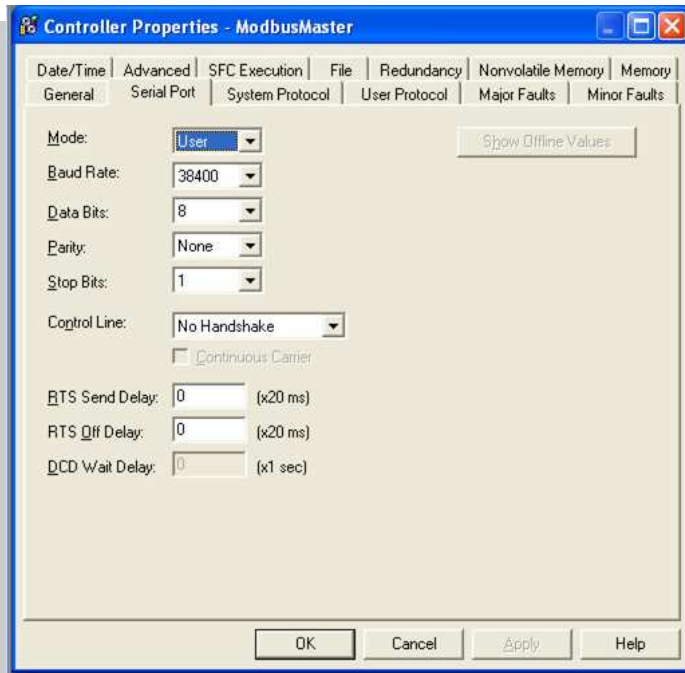 Controller Properties - ModbusMaster
Date/Time Advanced SFC Execution File Redundancy Nonvolatile Memory Memory
General Serial Port System Protocol User Protocol Major Faults Minor Faults
Mode: User Show Offline Values
Baud Rate: 38400
Data Bits: 8
Parity: None
Stop Bits: 1
Control Line: No Handshake
Continuous Carrier
RTS Send Delay: 0 (x20 ms)
RTS Off Delay: 0 (x20 ms)
DCD Wait Delay: 0 (x1 sec)
OK Cancel Apply Help